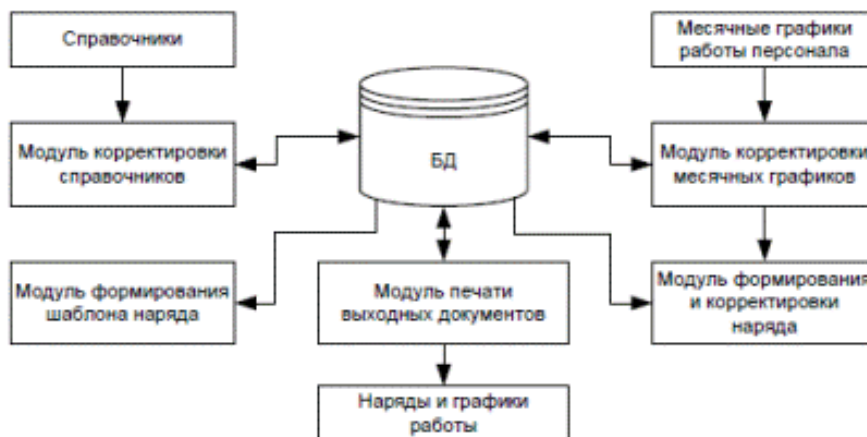 Справочники
Месячные графики
работы персонала
Модуль корректировки
справочников
БД
Модуль корректировки
месячных графиков
Модуль формирования
шаблона наряда
Модуль печати
выходных документов
Модуль формирования
и корректировки
наряда
Наряды и графики
работы